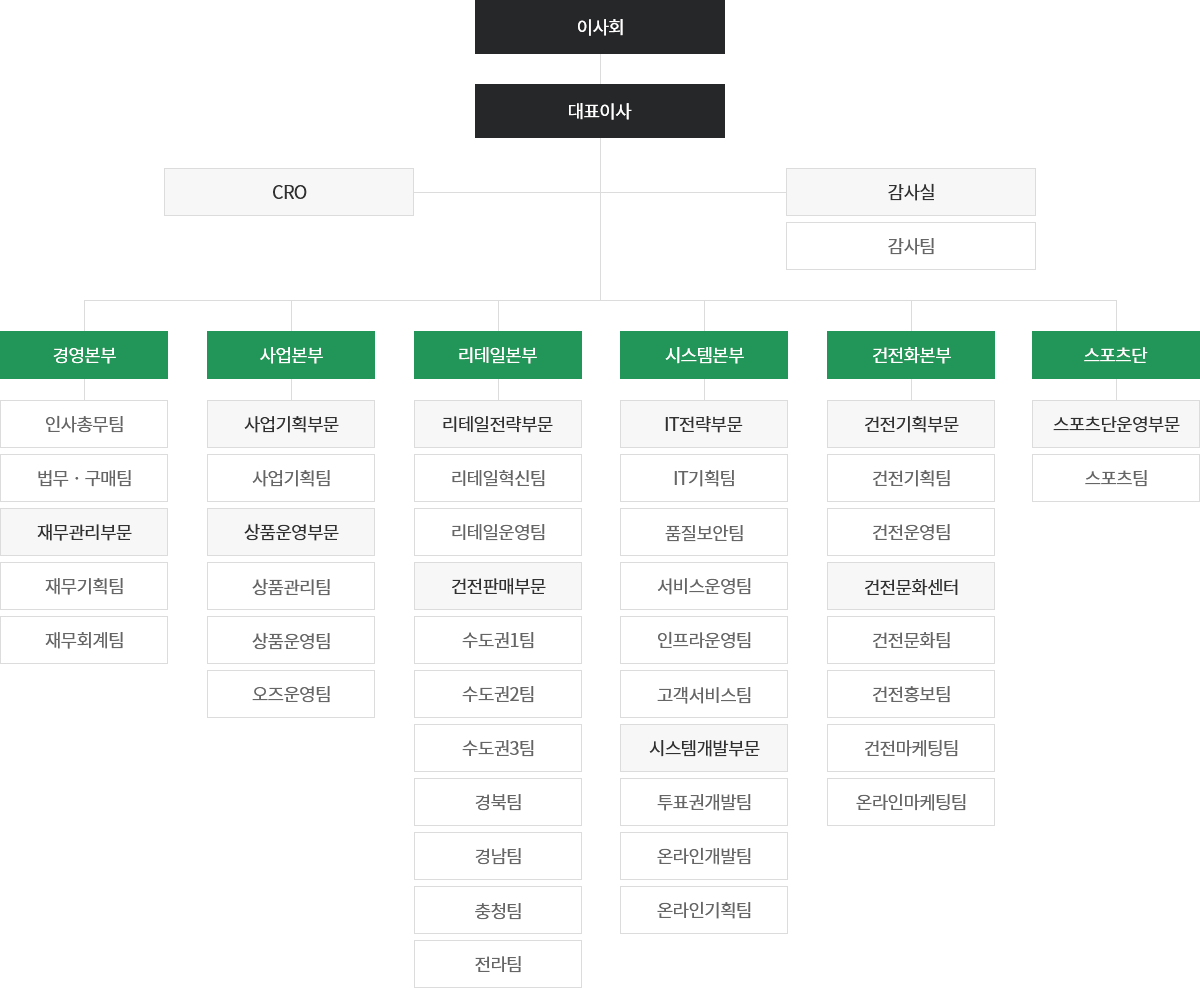 이사회
대표이사
CRO
감사실
감사팀
경영본부
인사총무팀
법무 · 구매팀
재무관리부문
재무기획팀
재무회계팀
사업본부
사업기획부문
사업기획팀
상품운영부문
상품관리팀
상품운영팀
오즈운영팀
리테일본부
리테일전략부문
리테일혁신팀
리테일운영팀
건전판매부문
수도권1팀
수도권2팀
수도권3팀
경북팀
경남팀
충청팀
전라팀
시스템본부
IT전략부문
IT기획팀
품질보안팀
서비스운영팀
인프라운영팀
고객서비스팀
시스템개발부문
투표권개발팀
온라인개발팀
온라인기획팀
건전화본부
건전기획부문
건전기획팀
건전운영팀
건전문화센터
건전문화팀
건전홍보팀
건전마케팅팀
온라인마케팅팀
스포츠단
스포츠단운영부문
스포츠팀